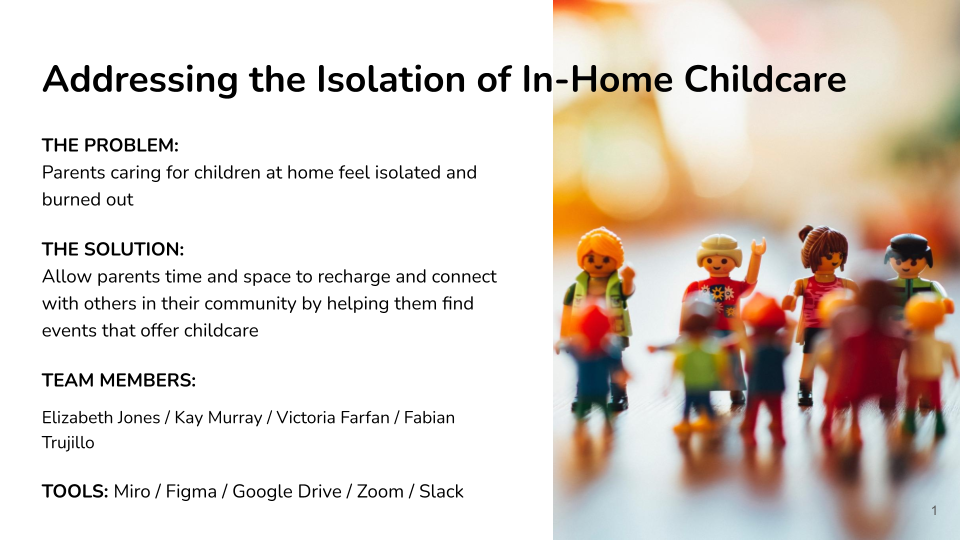 Addressing the Isolation of In-Home Childcare
THE PROBLEM:
Parents caring for children at home feel isolated and
burned out
THE SOLUTION:
Allow parents time and space to recharge and connect
with others in their community by helping them find
events that offer childcare
TEAM MEMBERS:
Elizabeth Jones / Kay Murray / Victoria Farfan / Fabian
Trujillo
TOOLS: Miro / Figma / Google Drive / Zoom / Slack
1